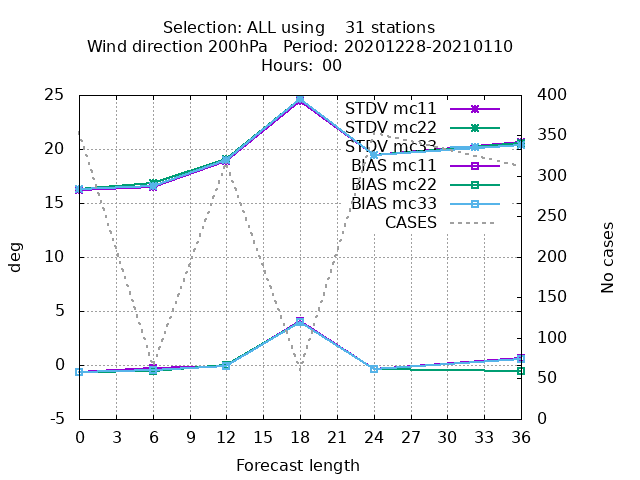 Selection: ALL using    31 stations
Wind direction 200hPa   Period: 20201228-20210110
Hours: 00
25
20
15
10
5
0
-5
deg
400
350
300
250
200
150
100
50
0
No cases
STDV mc11
STDV mc22
STDV mc33
BIAS mc11
BIAS mc22
BIAS mc33
CASES
0 3 6 9 12 15 18 21 24 27 30 33 36
Forecast length